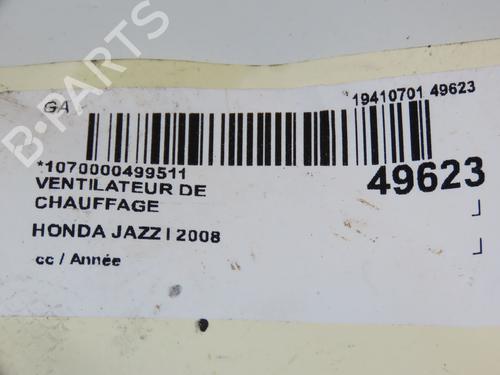 GA
19410701 49623
*1070000499511
49623
VENTILATEUR DE
CHAUFFAGE
HONDA JAZZ I 2008
cc / Année
B-PARTS